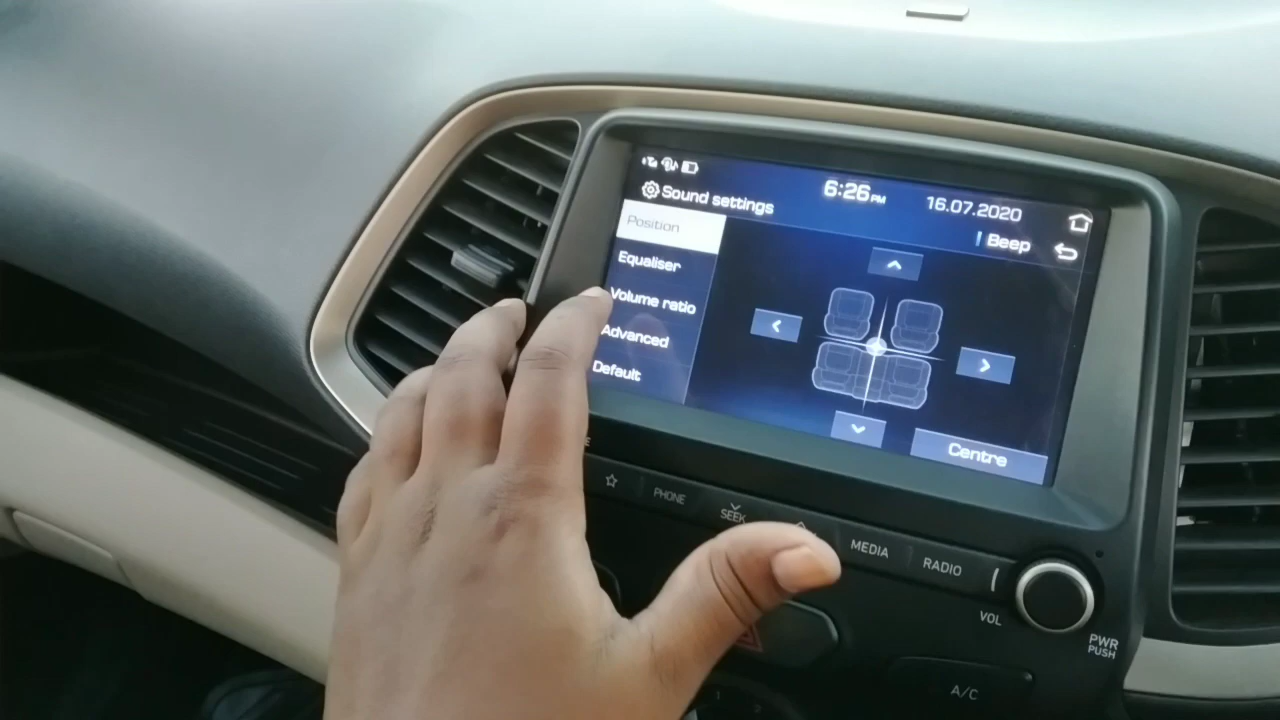 Sound settings
6:26 PM
16.07.2020
Beep
Position
Equaliser
Volume ratio
Advanced
Default
Centre
PHONE
SEEK
MEDIA
RADIO
VOL
PWR
PUSH
A/C